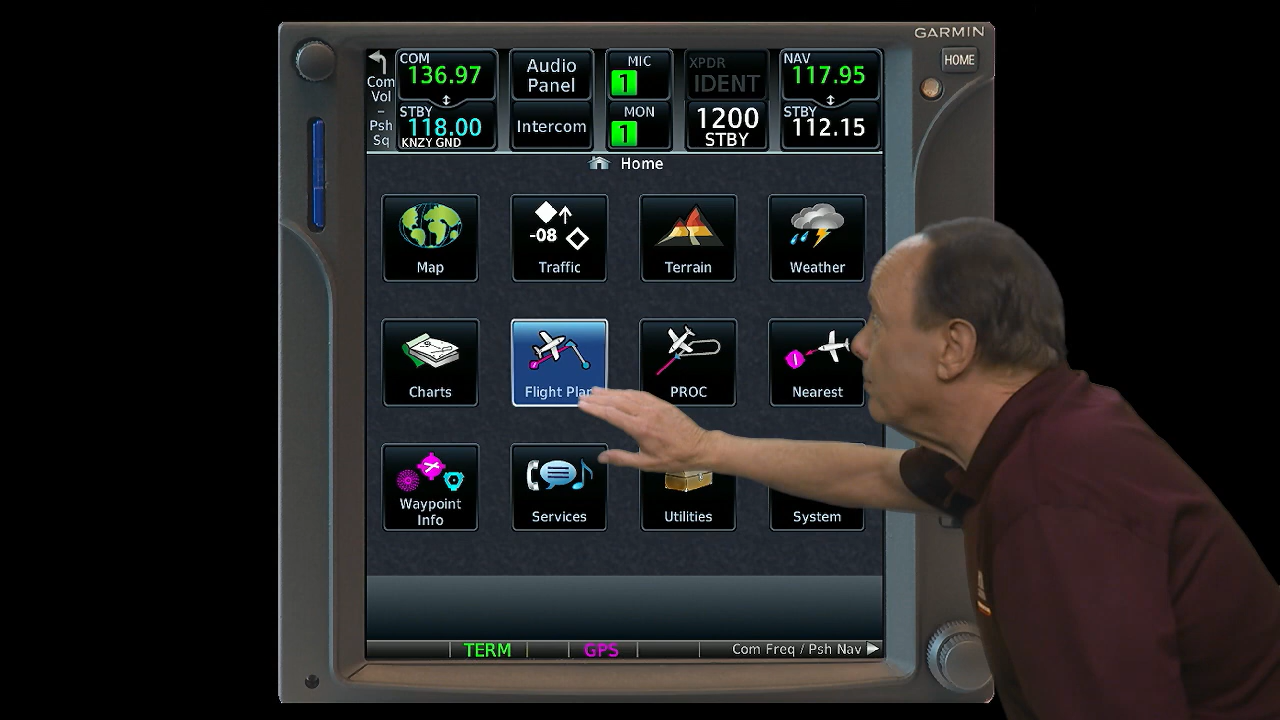 GARMIN
HOME
Com
Vol
–
Psh
Sq
COM
136.97
STBY
118.00
KNZY GND
Audio
Panel
Intercom
MIC
1
MON
1
XPDR
IDENT
1200
STBY
NAV
117.95
STBY
112.15
Home
Map
-08
Traffic
Terrain
Weather
Charts
Flight Plan
PROC
Nearest
Waypoint
Info
Services
Utilities
System
TERM
GPS
Com Freq / Psh Nav